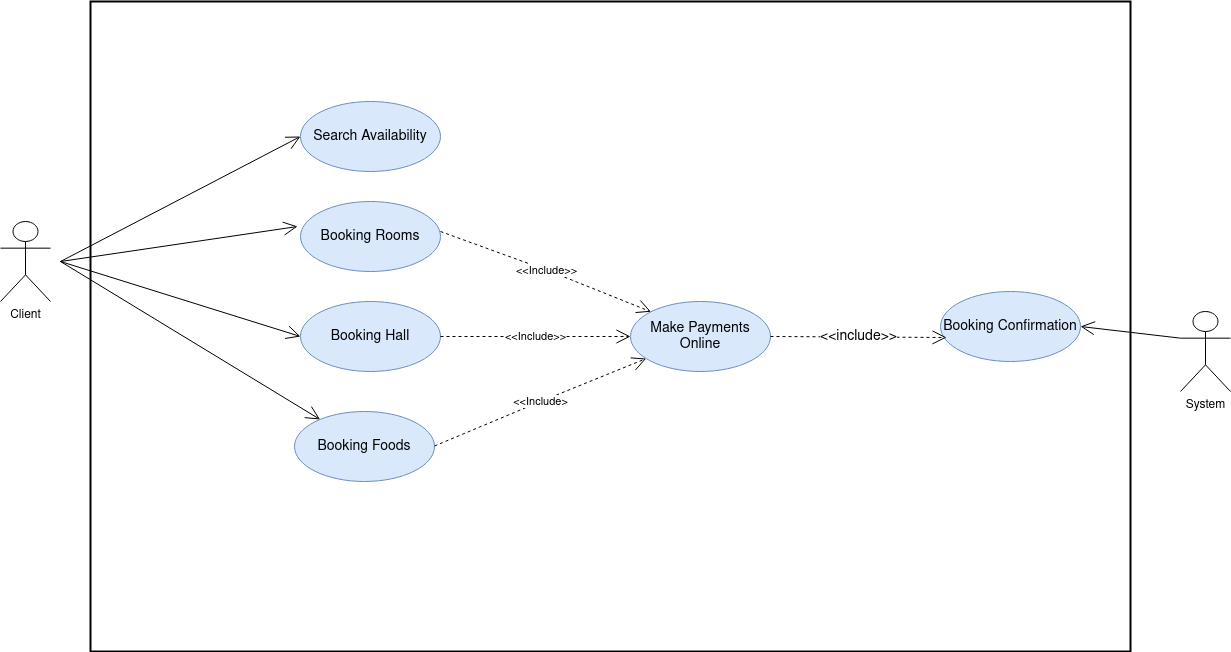 Search Availability
Booking Rooms
<<Include>>
Client
Booking Hall
<<Include>>
Make Payments
Online
<<include>>
Booking Confirmation
System
<<Include>
Booking Foods